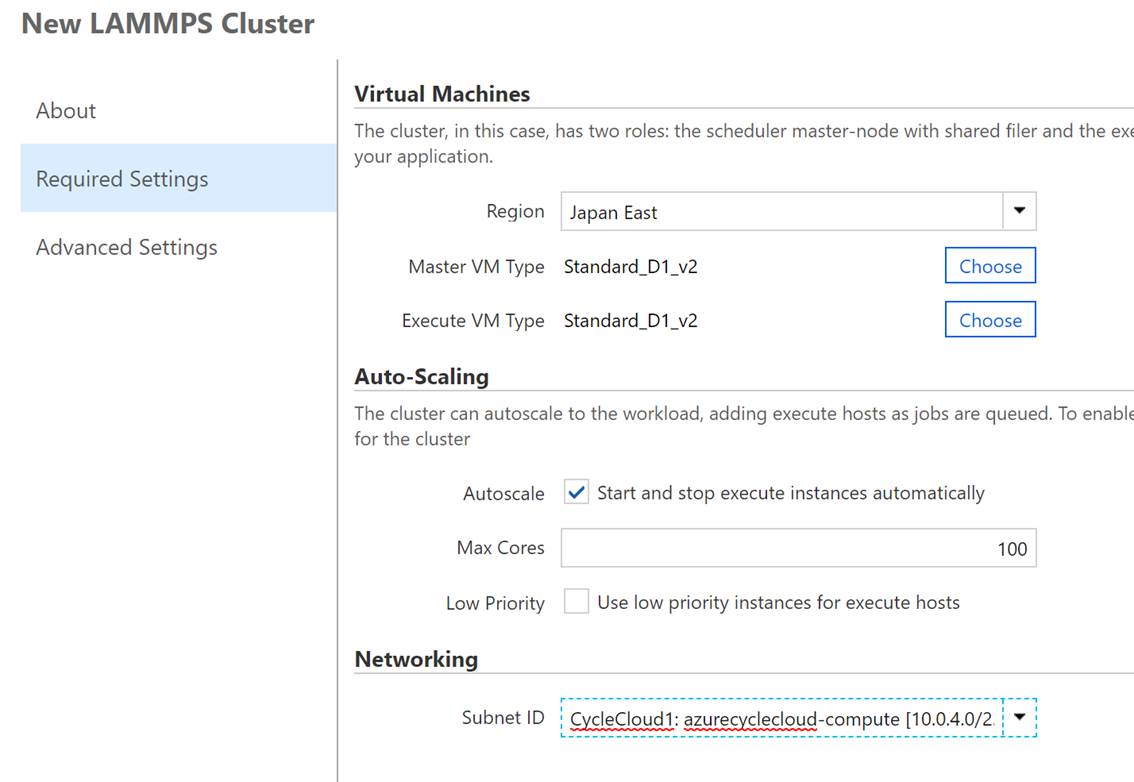 New LAMMPS Cluster
About
Required Settings
Advanced Settings
Virtual Machines
The cluster, in this case, has two roles: the scheduler master-node with shared filer and the exe
your application.
Region Japan East
Master VM Type Standard_D1_v2 Choose
Execute VM Type Standard_D1_v2 Choose
Auto-Scaling
The cluster can autoscale to the workload, adding execute hosts as jobs are queued. To enable
for the cluster
Autoscale Start and stop execute instances automatically
Max Cores 100
Low Priority Use low priority instances for execute hosts
Networking
Subnet ID CycleCloud1: azurecyclecloud-compute [10.0.4.0/2